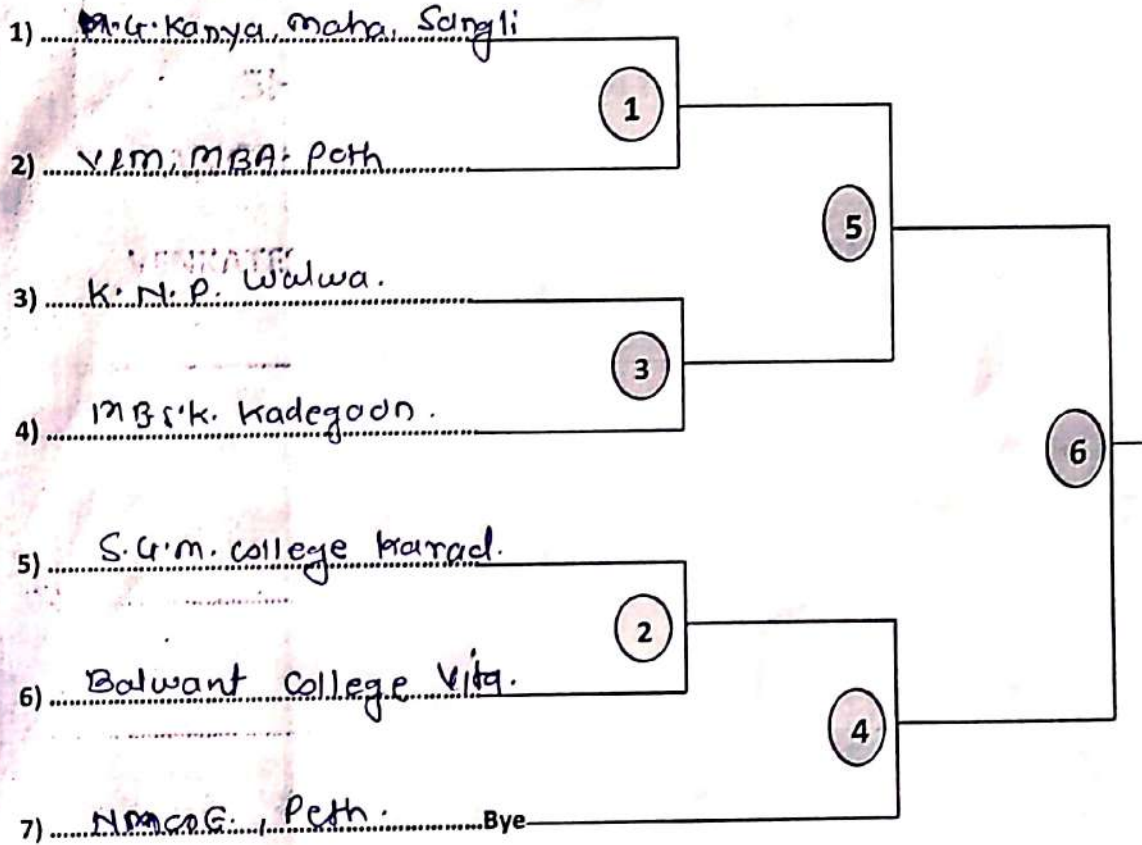 1) M.G. Kanya, Maha, Sangli
1
2) V.P.M, MBA. Peth
5
3) K. N. P. Walwa.
3
4) MBSK. Kadegaon.
6
5) S.G.M. College Karad.
2
6) Balwant College Vita.
4
7) NMCOE., Peth. Bye